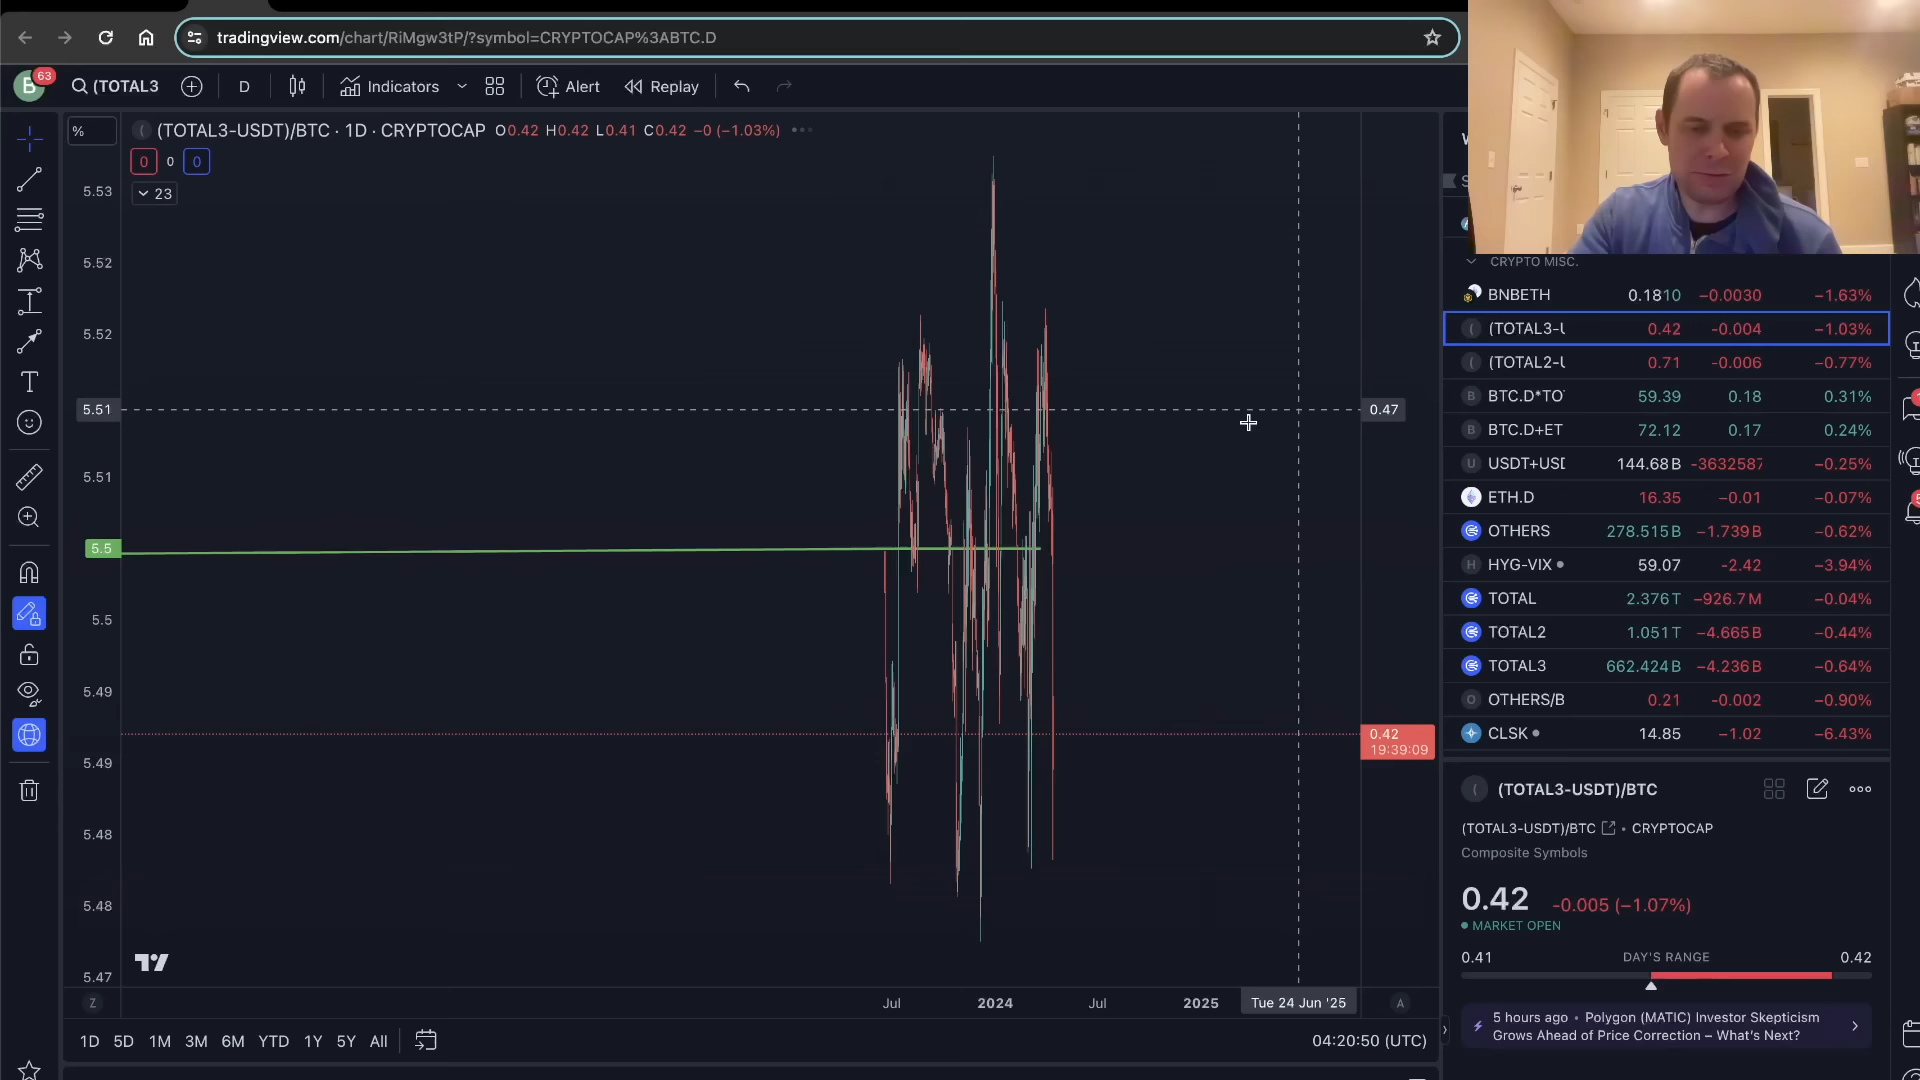 tradingview.com/chart/RiMgw3tP/?symbol=CRYPTOCAP%3ABTC.D
B 63 (TOTAL3 D Indicators Alert Replay
% (TOTAL3-USDT)/BTC · 1D · CRYPTOCAP O0.42 H0.42 L0.41 C0.42 −0 (−1.03%)
0 0 0
23
5.53
5.52
5.52
5.51 0.47
5.51
5.5
5.5
5.49
0.42
19:39:09
5.49
5.48
5.48
5.47
Z Jul 2024 Jul 2025 Tue 24 Jun '25 A
1D 5D 1M 3M 6M YTD 1Y 5Y All 04:20:50 (UTC)
CRYPTO MISC.
BNBETH 0.1810 −0.0030 −1.63%
(TOTAL3-U 0.42 -0.004 −1.03%
(TOTAL2-U 0.71 -0.006 −0.77%
BTC.D*TO 59.39 0.18 0.31%
BTC.D+ET 72.12 0.17 0.24%
USDT+USD 144.68B -3632587 −0.25%
ETH.D 16.35 −0.01 −0.07%
OTHERS 278.515B −1.739B −0.62%
HYG-VIX 59.07 -2.42 −3.94%
TOTAL 2.376T −926.7M −0.04%
TOTAL2 1.051T −4.665B −0.44%
TOTAL3 662.424B −4.236B −0.64%
OTHERS/B 0.21 -0.002 −0.90%
CLSK 14.85 −1.02 −6.43%
(TOTAL3-USDT)/BTC
(TOTAL3-USDT)/BTC • CRYPTOCAP
Composite Symbols
0.42 -0.005 (−1.07%)
MARKET OPEN
0.41 DAY'S RANGE 0.42
5 hours ago • Polygon (MATIC) Investor Skepticism
Grows Ahead of Price Correction – What's Next?